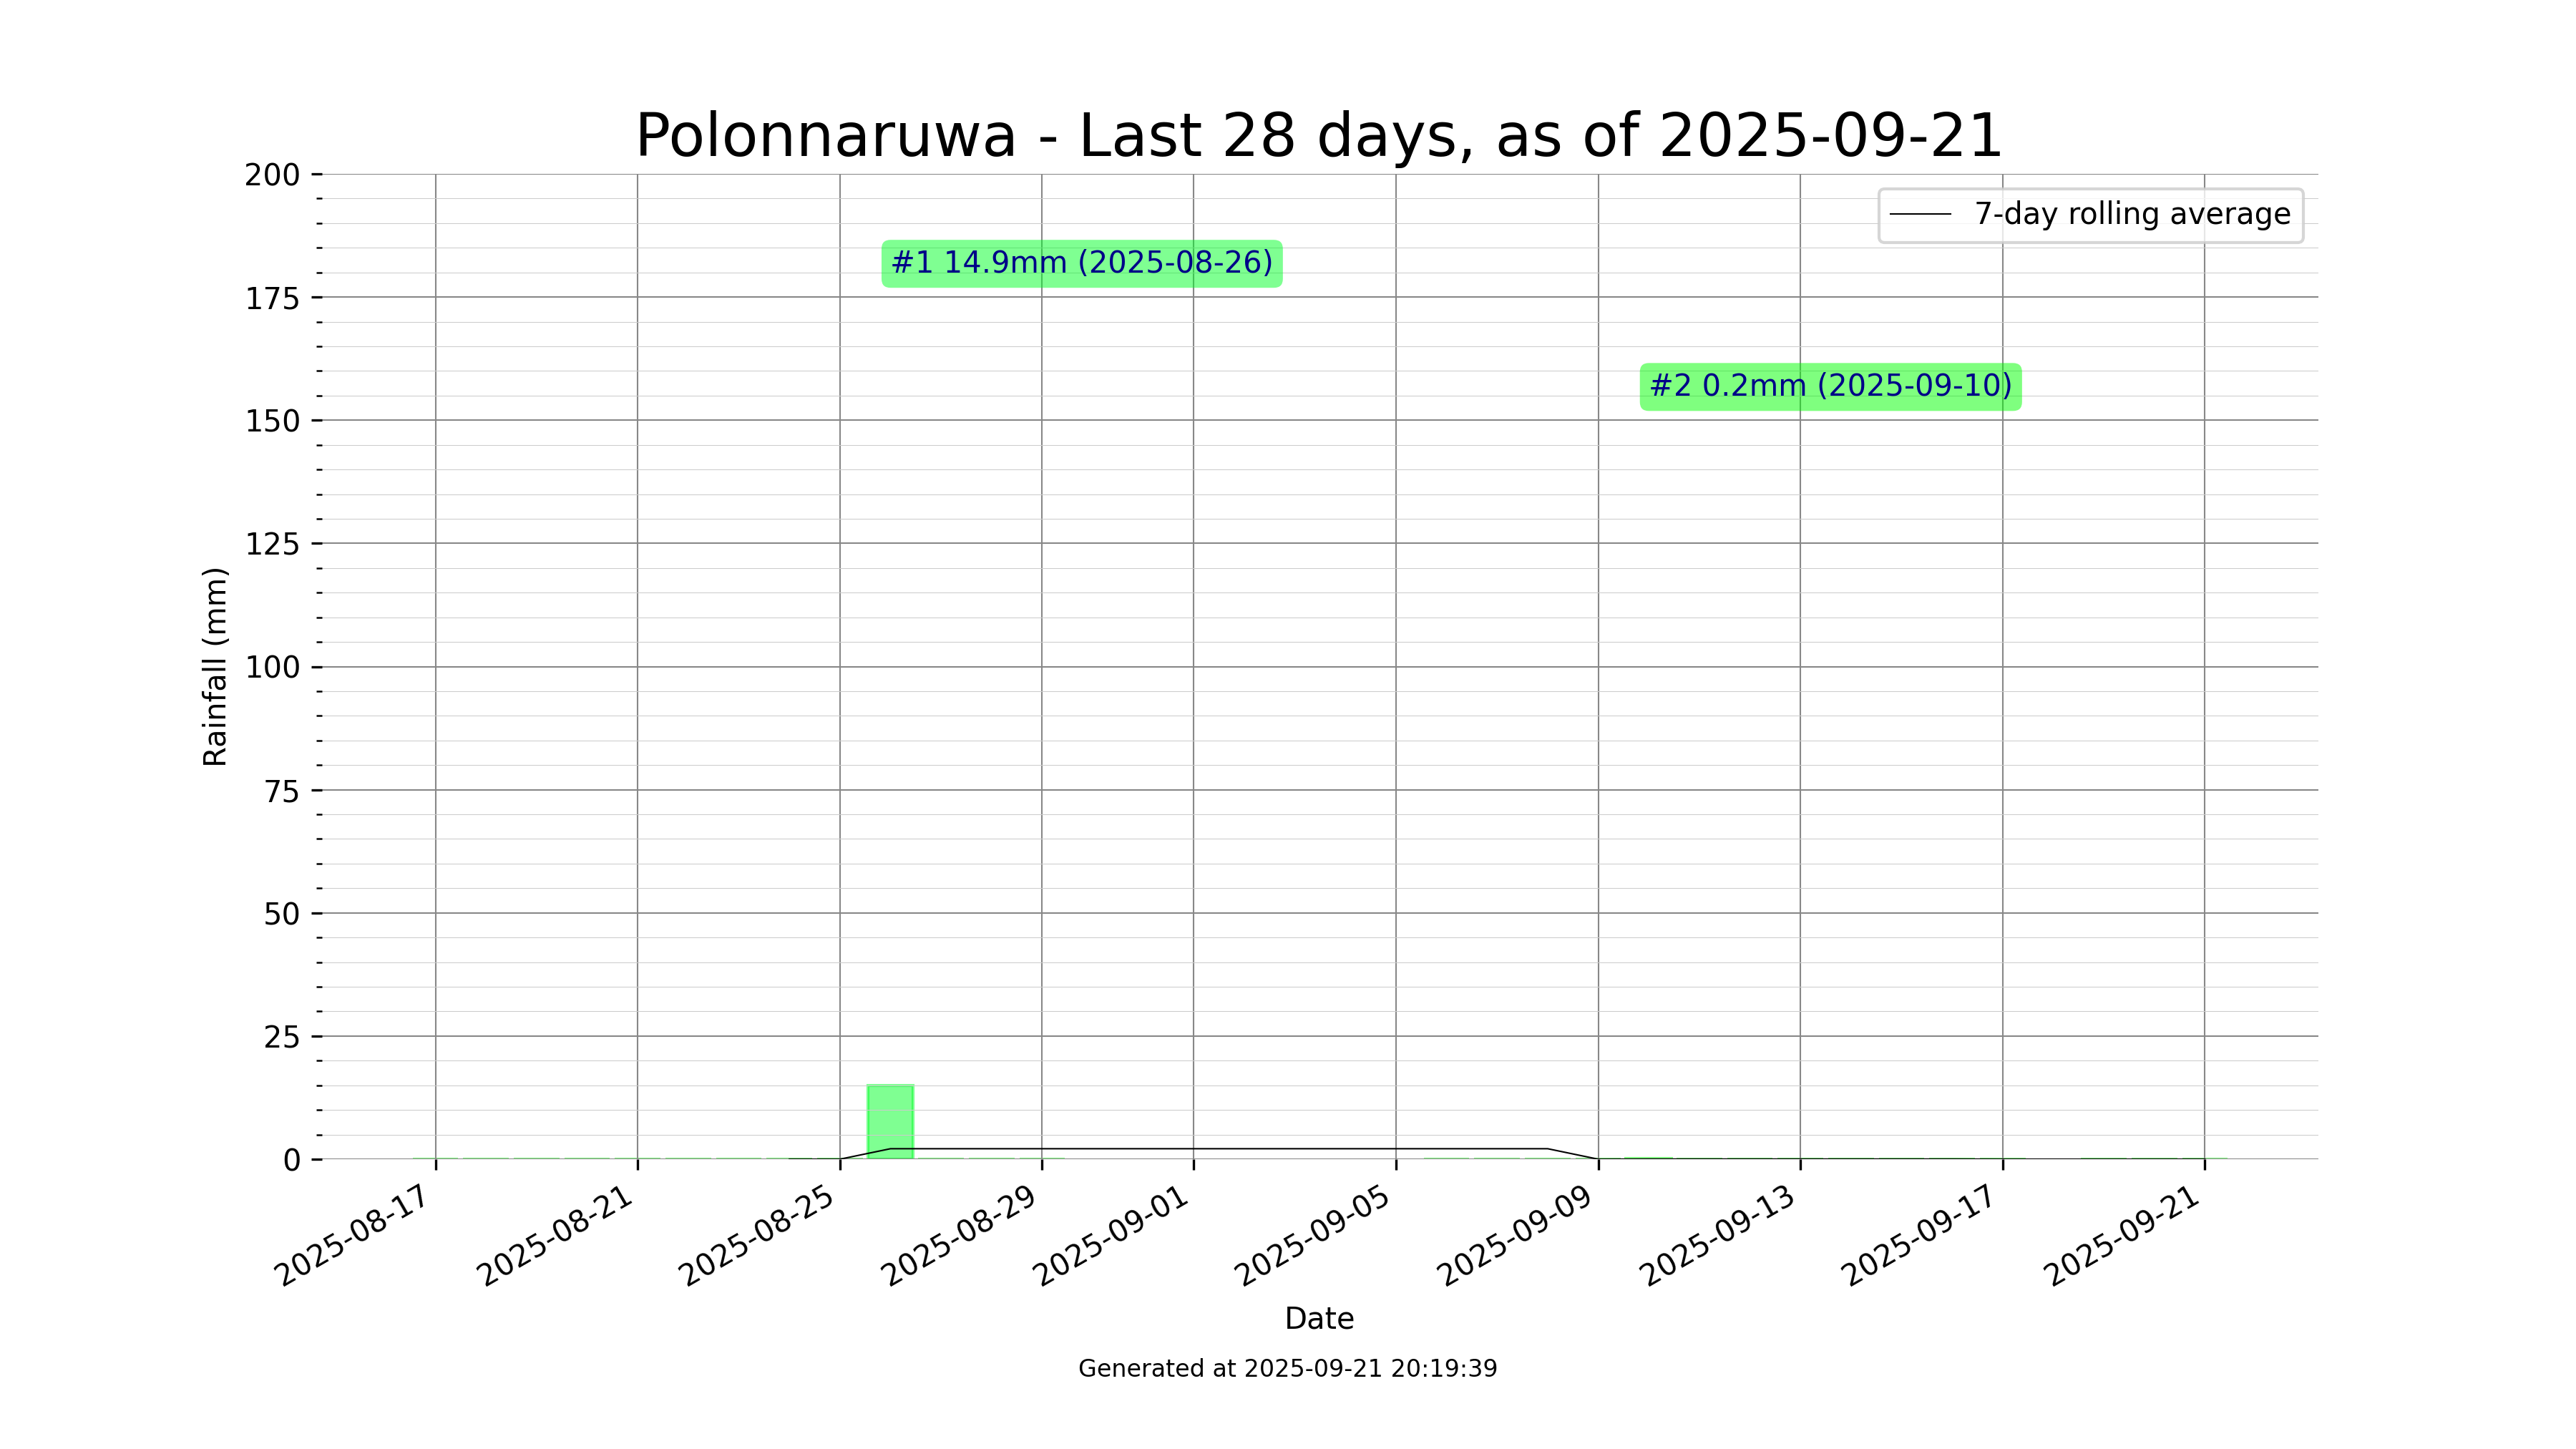 Polonnaruwa - Last 28 days, as of 2025-09-21
200
175
150
125
100
75
50
25
0
Rainfall (mm)
7-day rolling average
#1 14.9mm (2025-08-26)
#2 0.2mm (2025-09-10)
2025-08-17
2025-08-21
2025-08-25
2025-08-29
2025-09-01
2025-09-05
2025-09-09
2025-09-13
2025-09-17
2025-09-21
Date
Generated at 2025-09-21 20:19:39